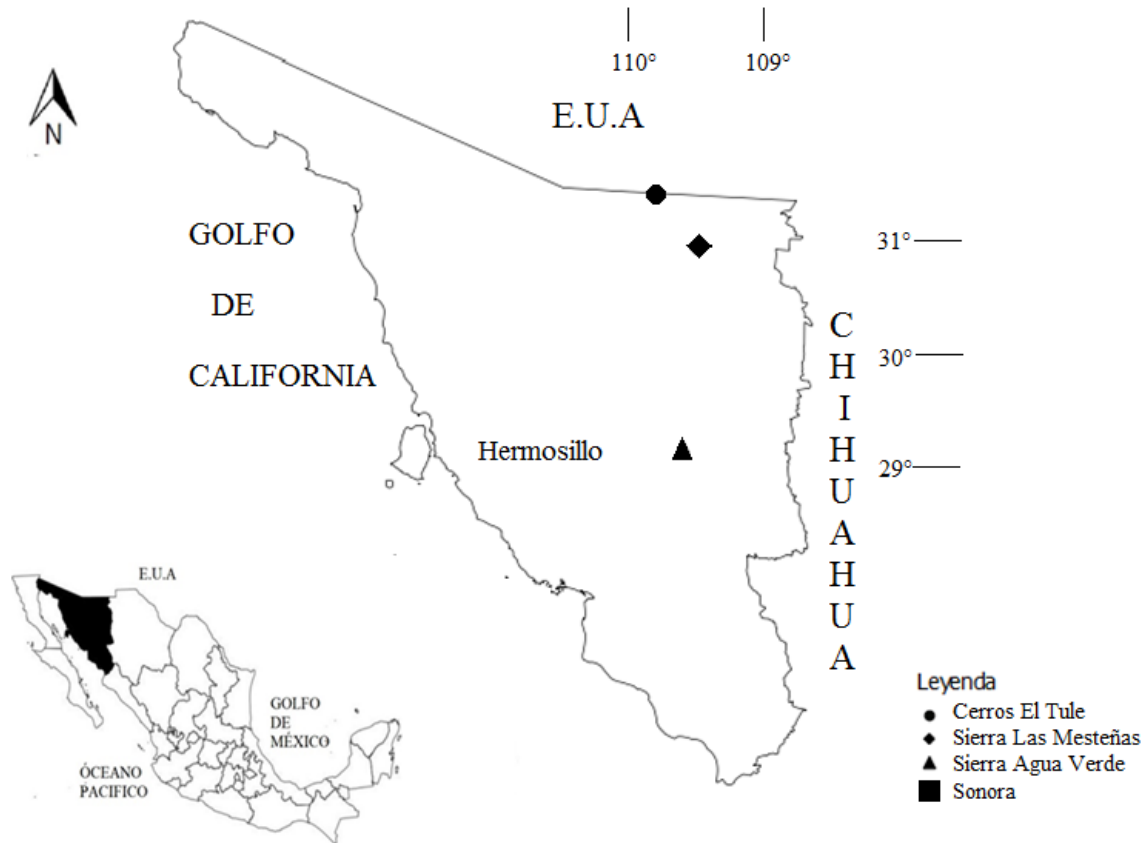 110°
109°
E.U.A
N
GOLFO
DE
CALIFORNIA
31°
30°
29°
CHIHUAHUA
Hermosillo
E.U.A
GOLFO
DE
MÉXICO
ÓCEANO
PACIFICO
Leyenda
Cerros El Tule
Sierra Las Mesteñas
Sierra Agua Verde
Sonora